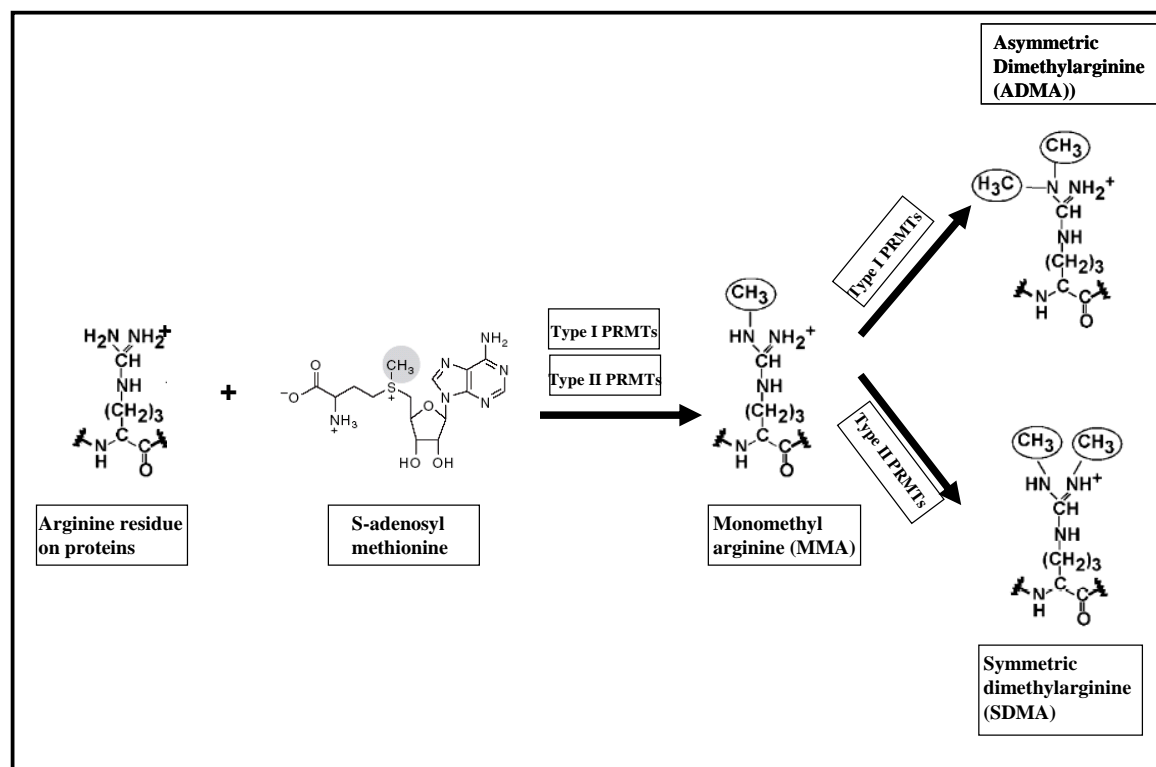 Asymmetric
Dimethylarginine
(ADMA))
CH3
H3C
N
NH2+
CH
NH
(CH2)3
C
N
H
C
O
Type I PRMTs
CH3
HN
NH2+
CH
NH
(CH2)3
C
N
H
C
O
Type I PRMTs
Type II PRMTs
H2N
NH2+
CH
HN
(CH2)3
C
N
H
C
O
+
O
−O
NH3
+
CH3
S
+
O
HO
OH
NH2
N
N
N
N
Type II PRMTs
CH3
CH3
HN
NH+
CH
NH
(CH2)3
C
N
H
C
O
Arginine residue
on proteins
S-adenosyl
methionine
Monomethyl
arginine (MMA)
Symmetric
dimethylarginine
(SDMA)